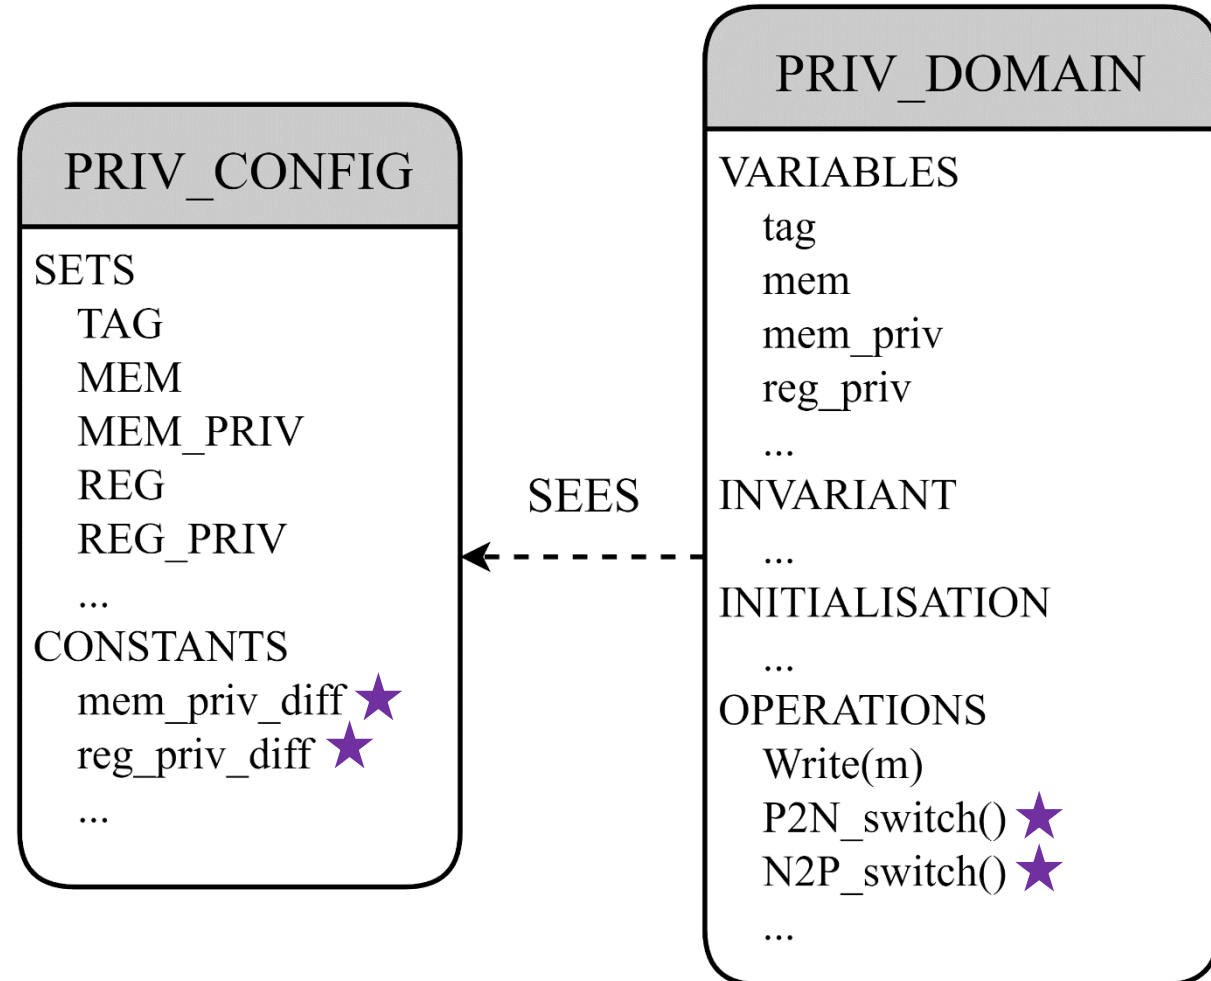 PRIV_CONFIG
SETS
TAG
MEM
MEM_PRIV
REG
REG_PRIV
...
CONSTANTS
mem_priv_diff
reg_priv_diff
...
SEES
PRIV_DOMAIN
VARIABLES
tag
mem
mem_priv
reg_priv
...
INVARIANT
...
INITIALISATION
...
OPERATIONS
Write(m)
P2N_switch()
N2P_switch()
...